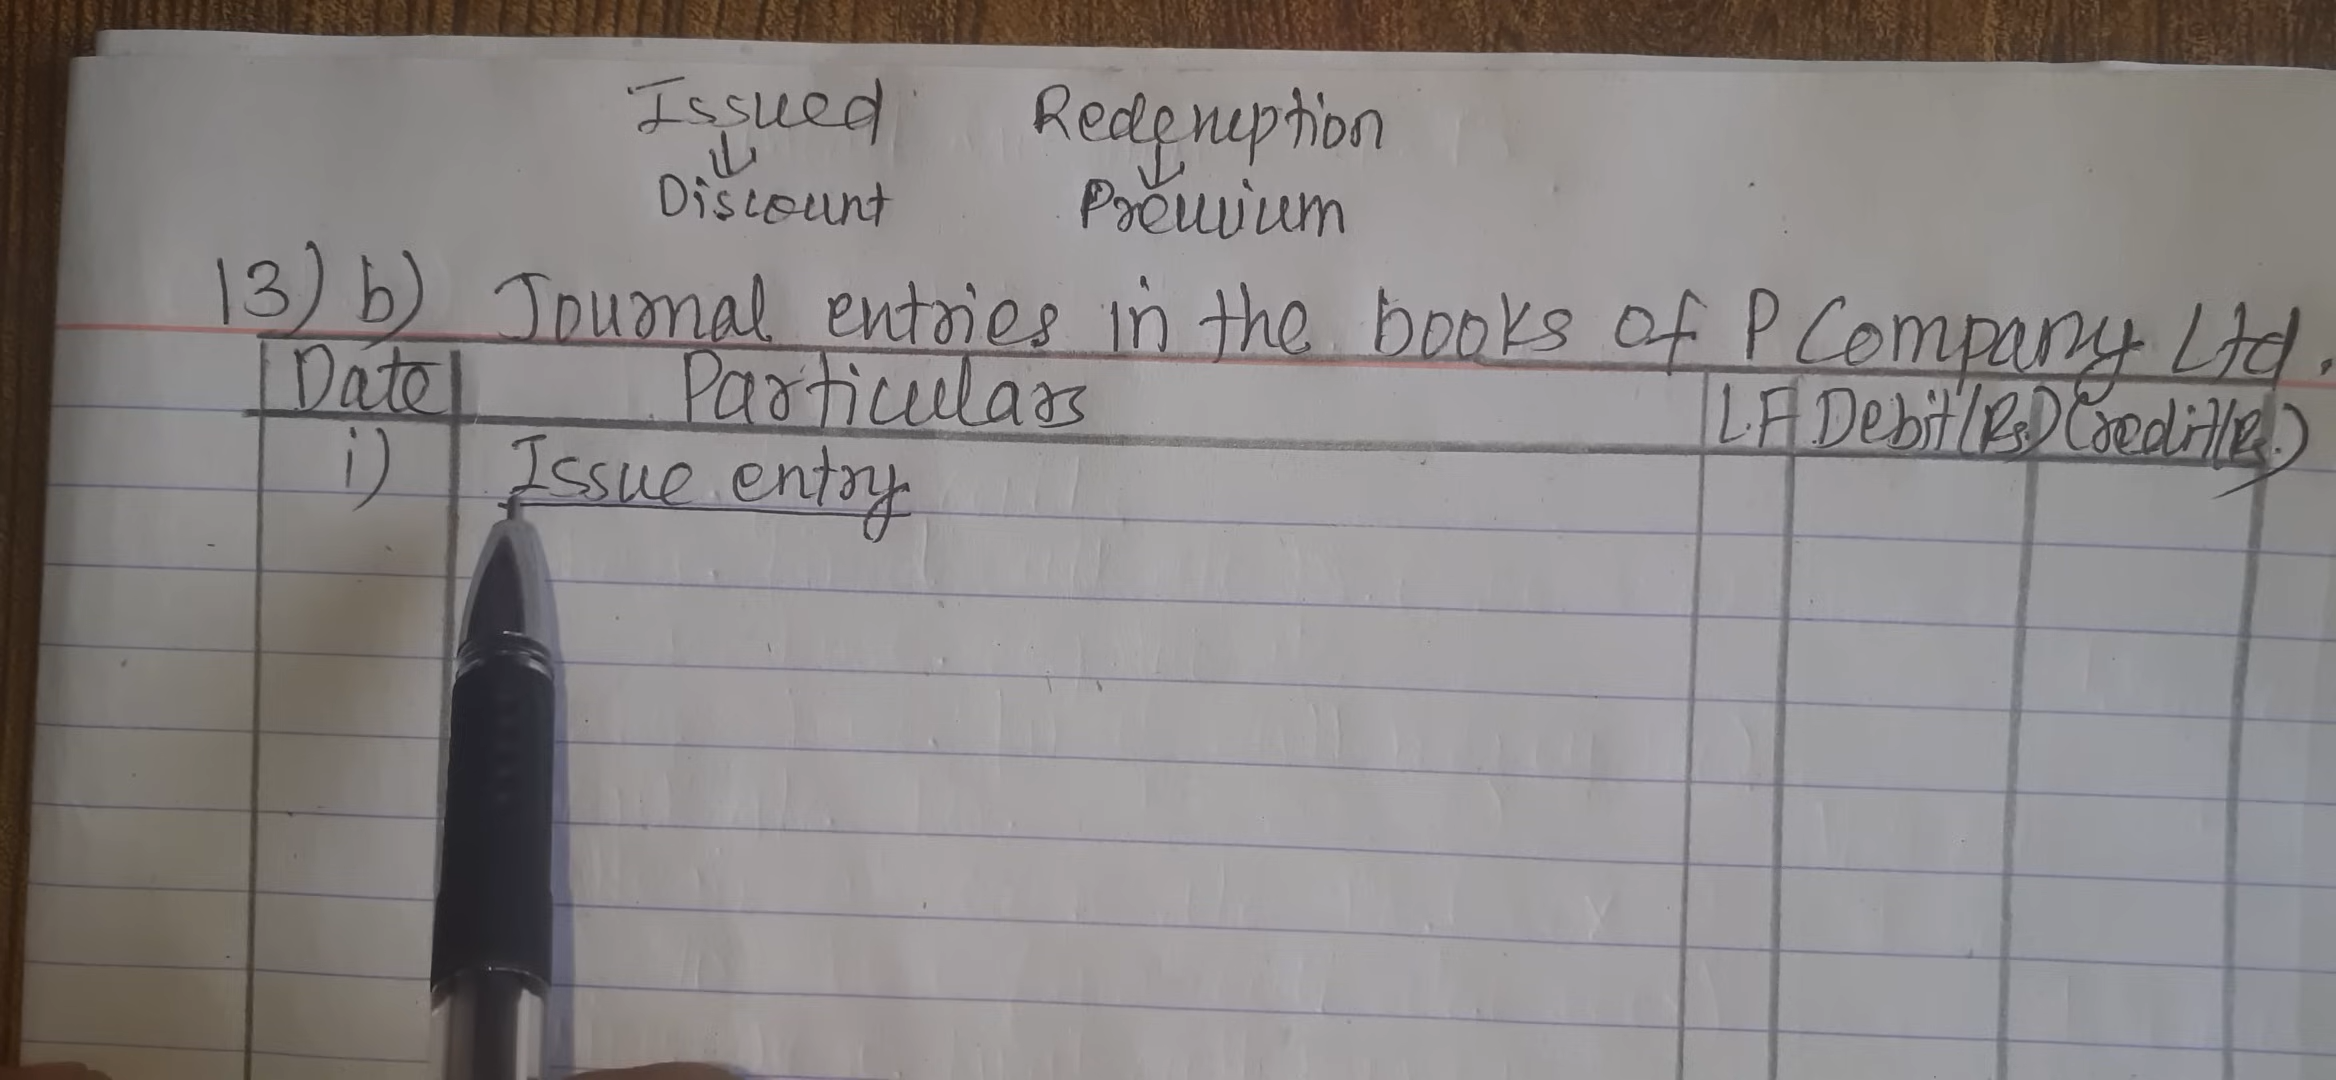 Issued Redemption
↓ ↓
Discount Premium
13) b) Journal entries in the books of P Company Ltd.
Date Particulars L.F Debit(Rs.) Credit(Rs.)
i) Issue entry